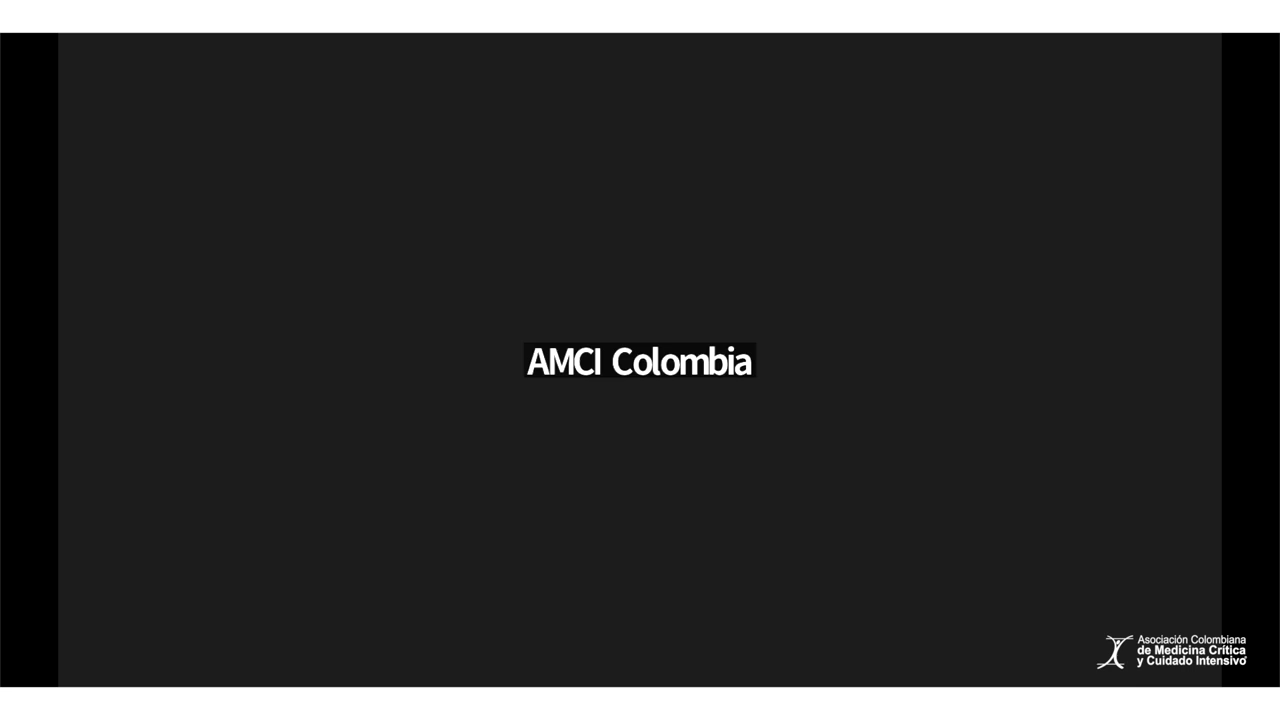 AMCI Colombia
Asociación Colombiana
de Medicina Crítica
y Cuidado Intensivo